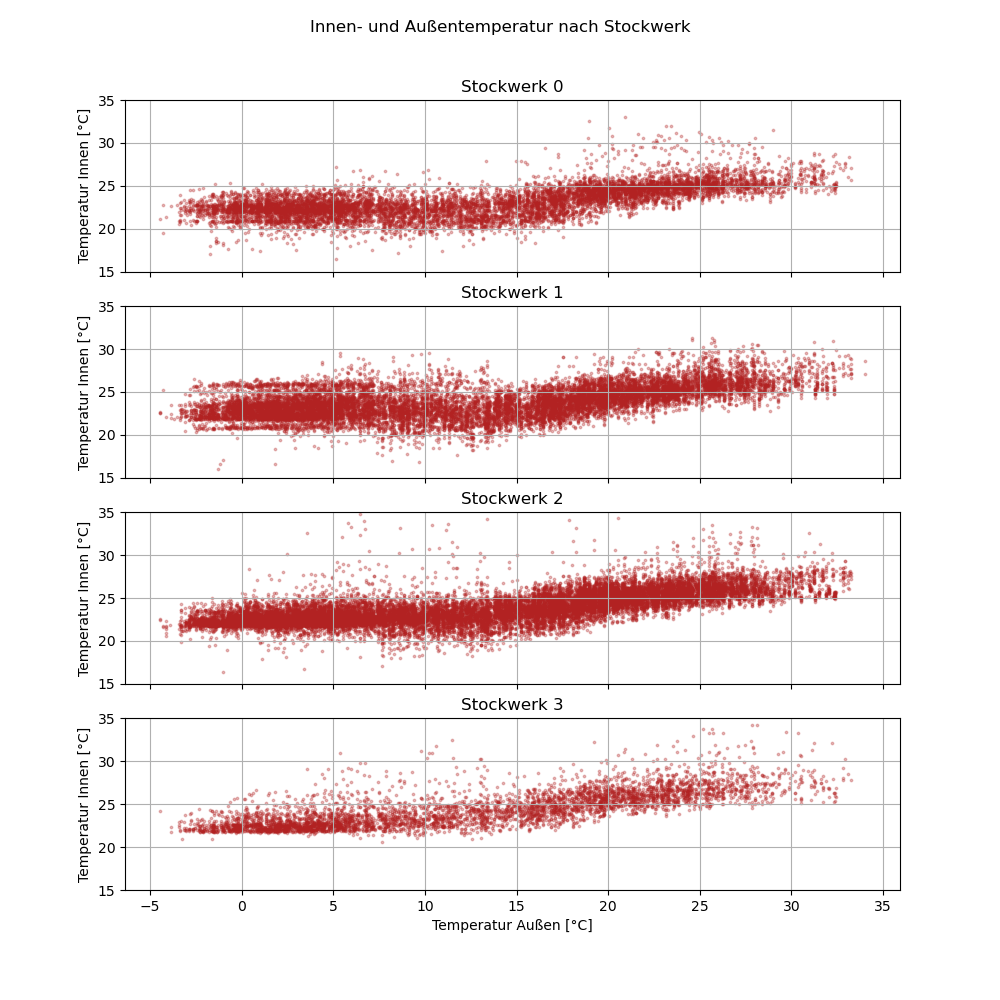 Innen- und Außentemperatur nach Stockwerk
Stockwerk 0
Temperatur Innen [°C]
35
30
25
20
15
Stockwerk 1
Temperatur Innen [°C]
35
30
25
20
15
Stockwerk 2
Temperatur Innen [°C]
35
30
25
20
15
Stockwerk 3
Temperatur Innen [°C]
35
30
25
20
15
−5 0 5 10 15 20 25 30 35
Temperatur Außen [°C]